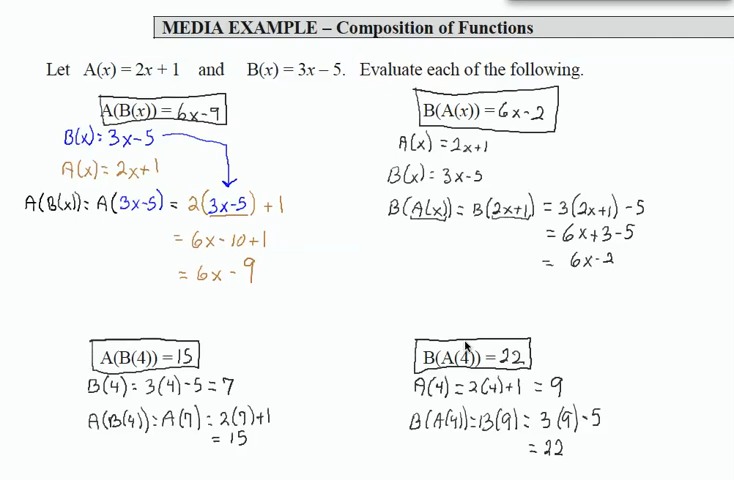 MEDIA EXAMPLE – Composition of Functions
Let A(x) = 2x + 1 and B(x) = 3x – 5. Evaluate each of the following.
A(B(x)) = 6x-9
B(x): 3x-5
A(x) = 2x+1
A(B(x)): A(3x-5) = 2(3x-5) + 1
= 6x-10+1
= 6x-9
B(A(x)) = 6x-2
A(x) = 2x+1
B(x): 3x-5
B(A(x)) = B(2x+1) = 3(2x+1)-5
= 6x+3-5
= 6x-2
A(B(4)) = 15
B(4): 3(4)-5 = 7
A(B(4)): A(7) = 2(7)+1
= 15
B(A(4)) = 22
A(4) = 2(4)+1 = 9
B(A(4)) = B(9) = 3(9)-5
= 22